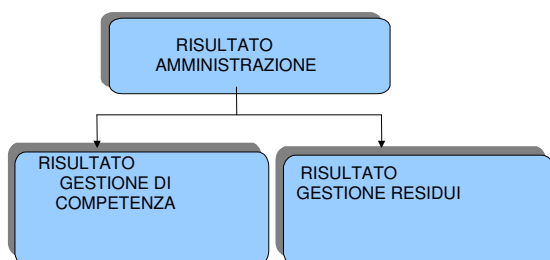 RISULTATO
AMMINISTRAZIONE
RISULTATO
GESTIONE DI
COMPETENZA
RISULTATO
GESTIONE RESIDUI